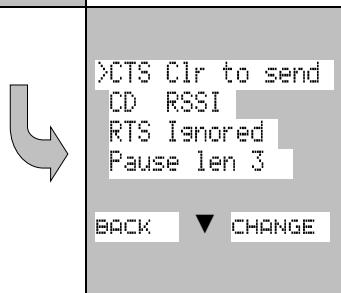 >CTS Clr to send
CD RSSI
RTS Ignored
Pause len 3
BACK ▼ CHANGE